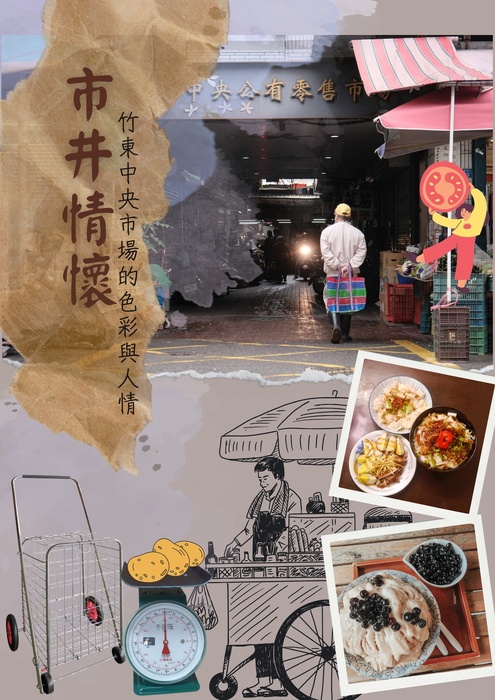 市井情懷
竹東中央市場的色彩與人情
中央公有零售市場